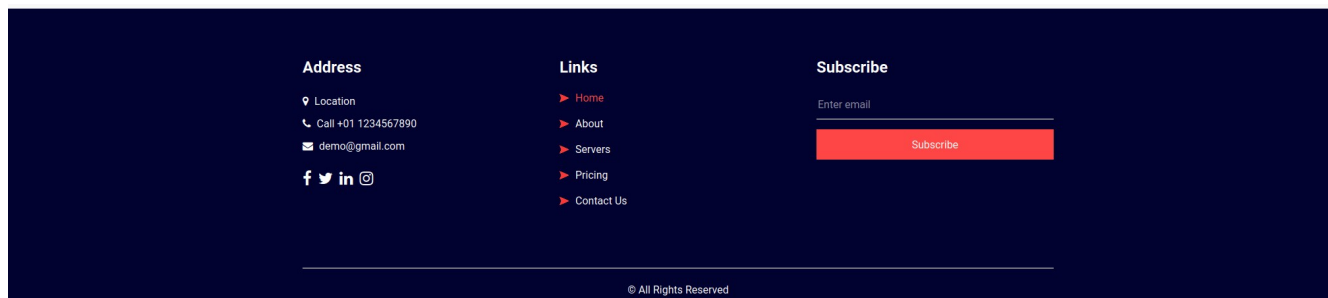 Address
Location
Call +01 1234567890
demo@gmail.com
Links
Home
About
Servers
Pricing
Contact Us
Subscribe
Enter email
Subscribe
© All Rights Reserved